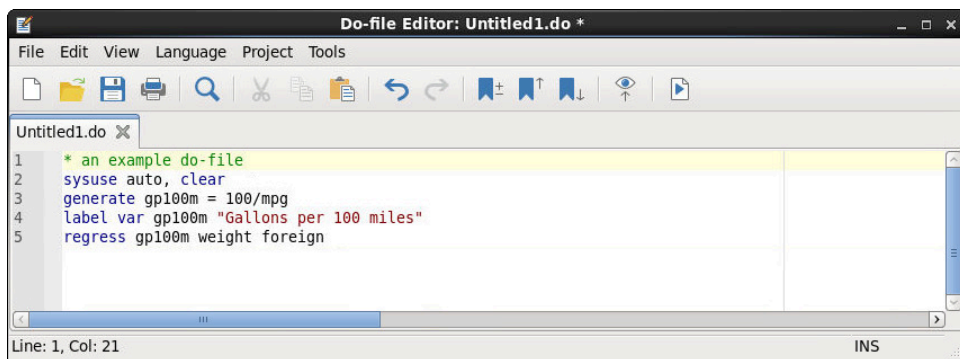 Do-file Editor: Untitled1.do *
File Edit View Language Project Tools
Untitled1.do
1 * an example do-file
2 sysuse auto, clear
3 generate gp100m = 100/mpg
4 label var gp100m "Gallons per 100 miles"
5 regress gp100m weight foreign
Line: 1, Col: 21 INS